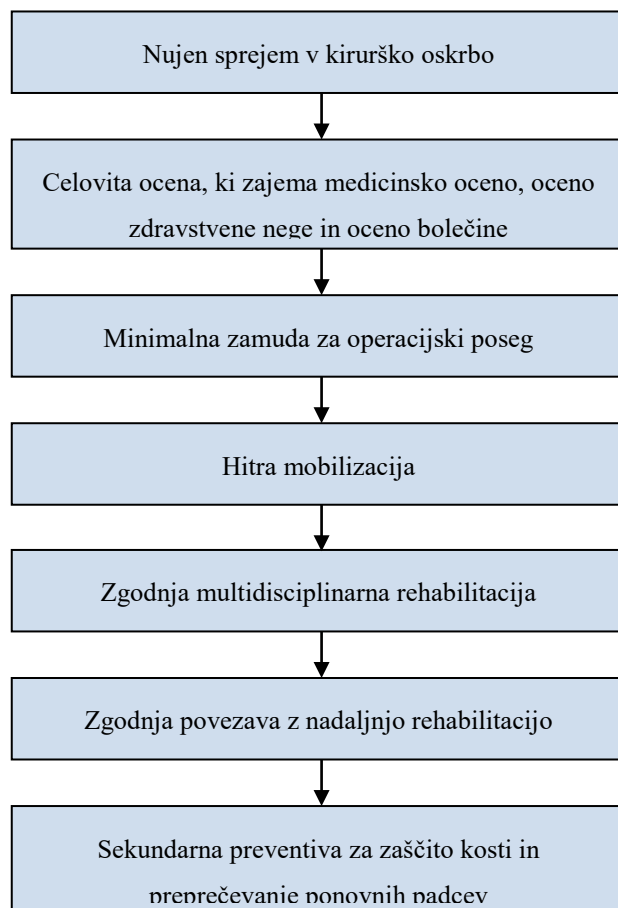 Nujen sprejem v kirurško oskrbo
Celovita ocena, ki zajema medicinsko oceno, oceno
zdravstvene nege in oceno bolečine
Minimalna zamuda za operacijski poseg
Hitra mobilizacija
Zgodnja multidisciplinarna rehabilitacija
Zgodnja povezava z nadaljnjo rehabilitacijo
Sekundarna preventiva za zaščito kosti in
preprečevanje ponovnih padcev